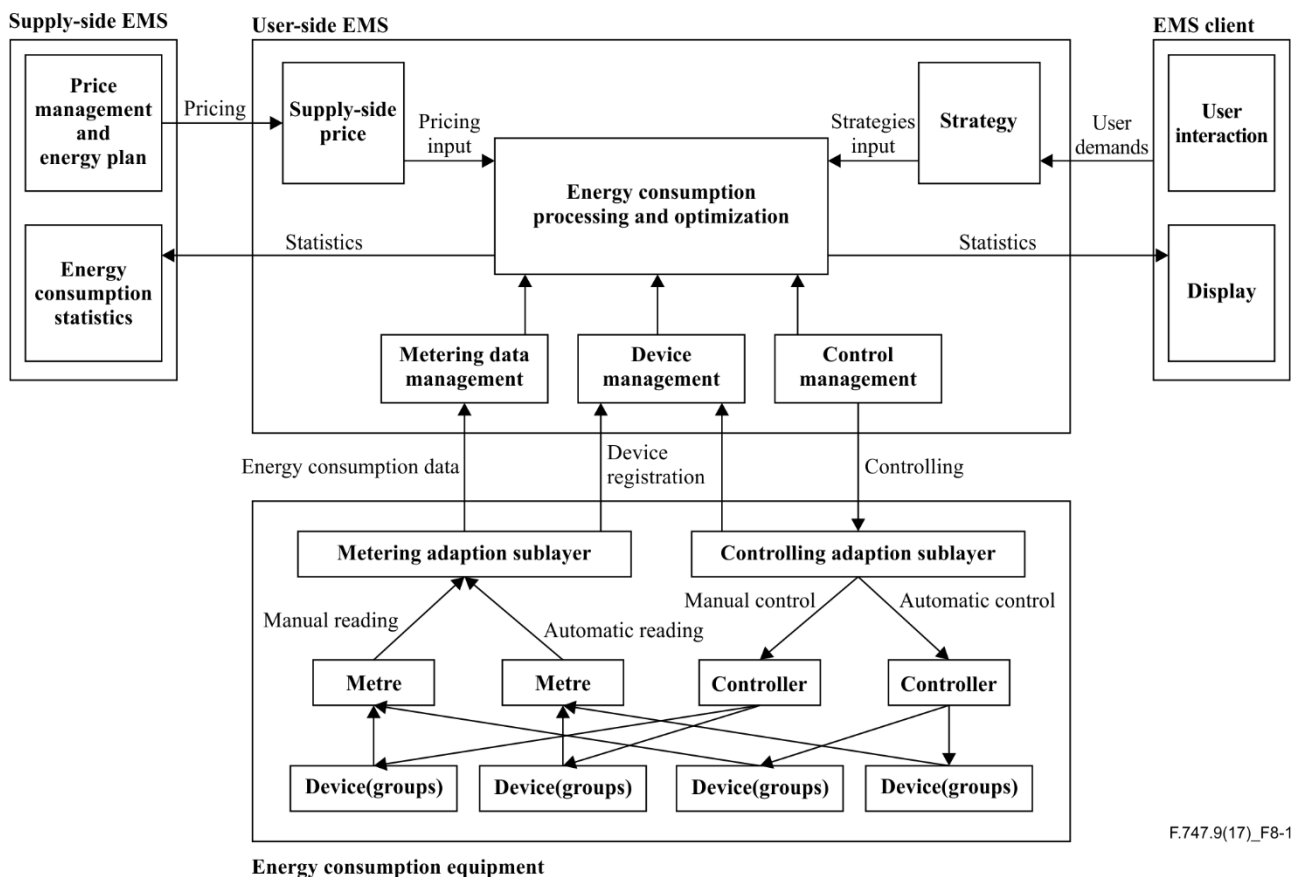 Supply-side EMS
User-side EMS
EMS client
Price
management
and
energy plan
Pricing
Supply-side
price
Pricing
input
Strategies
input
Strategy
User
demands
User
interaction
Energy consumption
processing and optimization
Energy
consumption
statistics
Statistics
Statistics
Display
Metering data
management
Device
management
Control
management
Energy consumption data
Device
registration
Controlling
Metering adaption sublayer
Controlling adaption sublayer
Manual reading
Automatic reading
Manual control
Automatic control
Metre
Metre
Controller
Controller
Device(groups)
Device(groups)
Device(groups)
Device(groups)
F.747.9(17)_F8-1
Energy consumption equipment